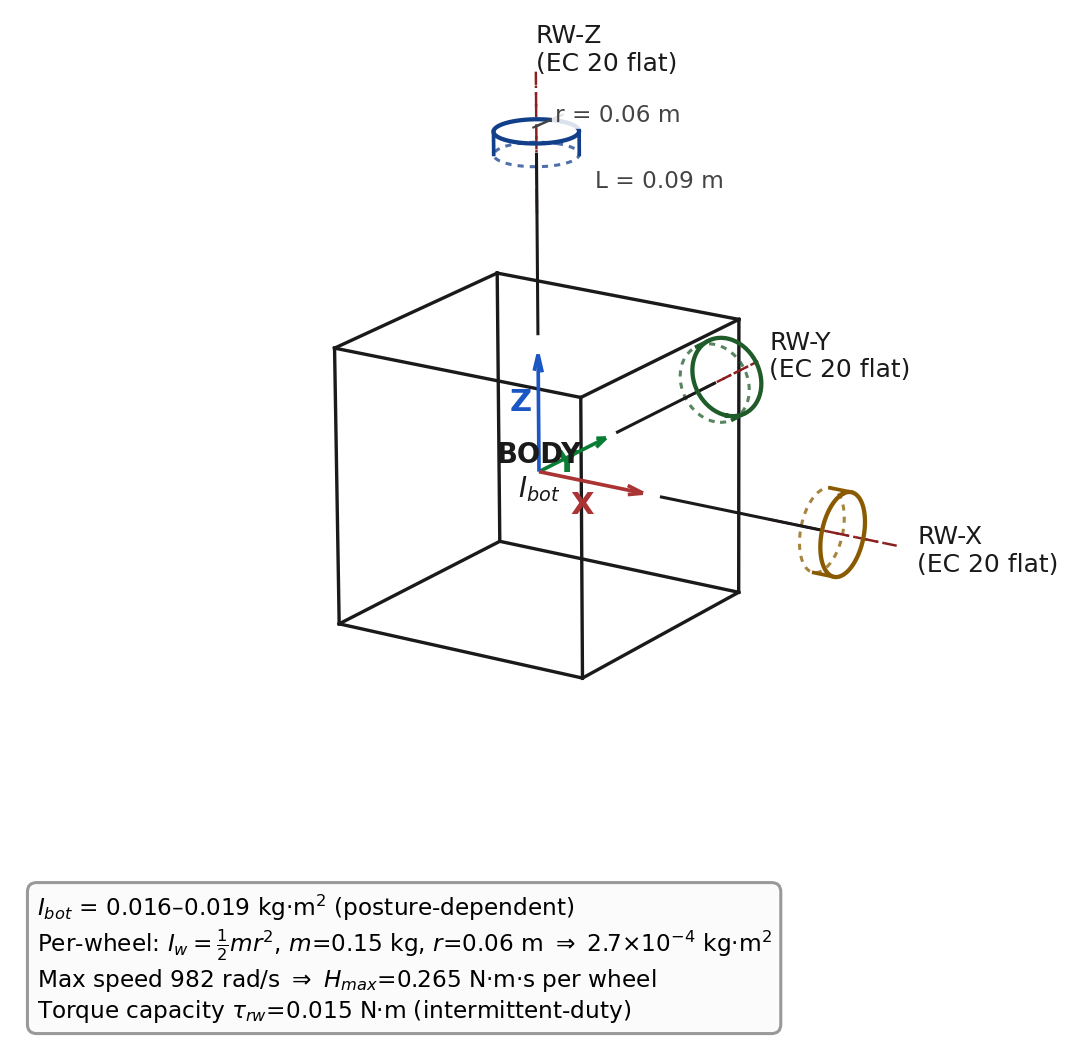 RW-Z
(EC 20 flat)
r = 0.06 m
L = 0.09 m
RW-Y
(EC 20 flat)
Z
BODY
Y
I_bot
X
RW-X
(EC 20 flat)
I_bot = 0.016–0.019 kg·m² (posture-dependent)
Per-wheel: I_w = ½mr², m=0.15 kg, r=0.06 m ⇒ 2.7×10⁻⁴ kg·m²
Max speed 982 rad/s ⇒ H_max=0.265 N·m·s per wheel
Torque capacity τ_rw=0.015 N·m (intermittent-duty)